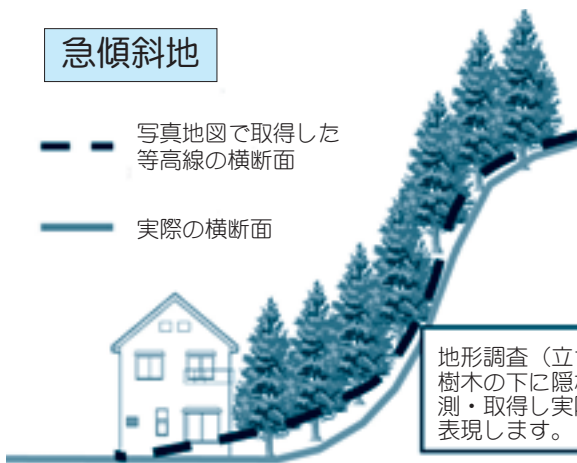 急傾斜地
写真地図で取得した
等高線の横断面
実際の横断面
地形調査（立
樹木の下に隠
測・取得し実
表現します。